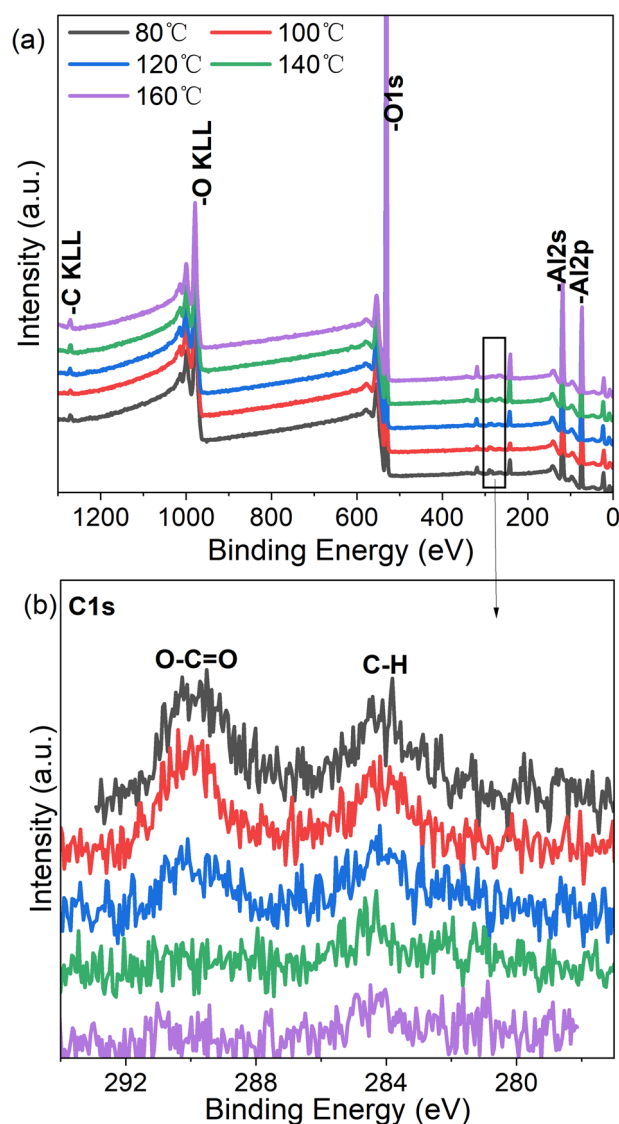 (a)
80℃ 100℃
120℃ 140℃
160℃
-C KLL
-O KLL
-O1s
-Al2s
-Al2p
Intensity (a.u.)
1200 1000 800 600 400 200 0
Binding Energy (eV)
(b) C1s
O-C=O
C-H
Intensity (a.u.)
292 288 284 280
Binding Energy (eV)